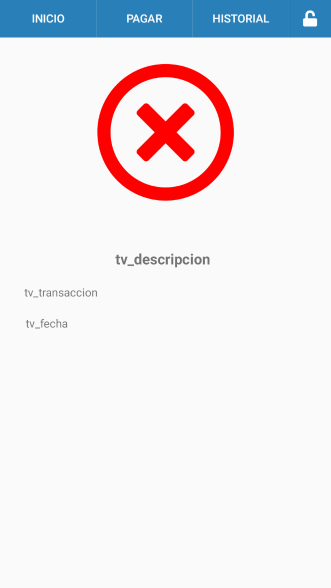 INICIO PAGAR HISTORIAL
tv_descripcion
tv_transaccion
tv_fecha